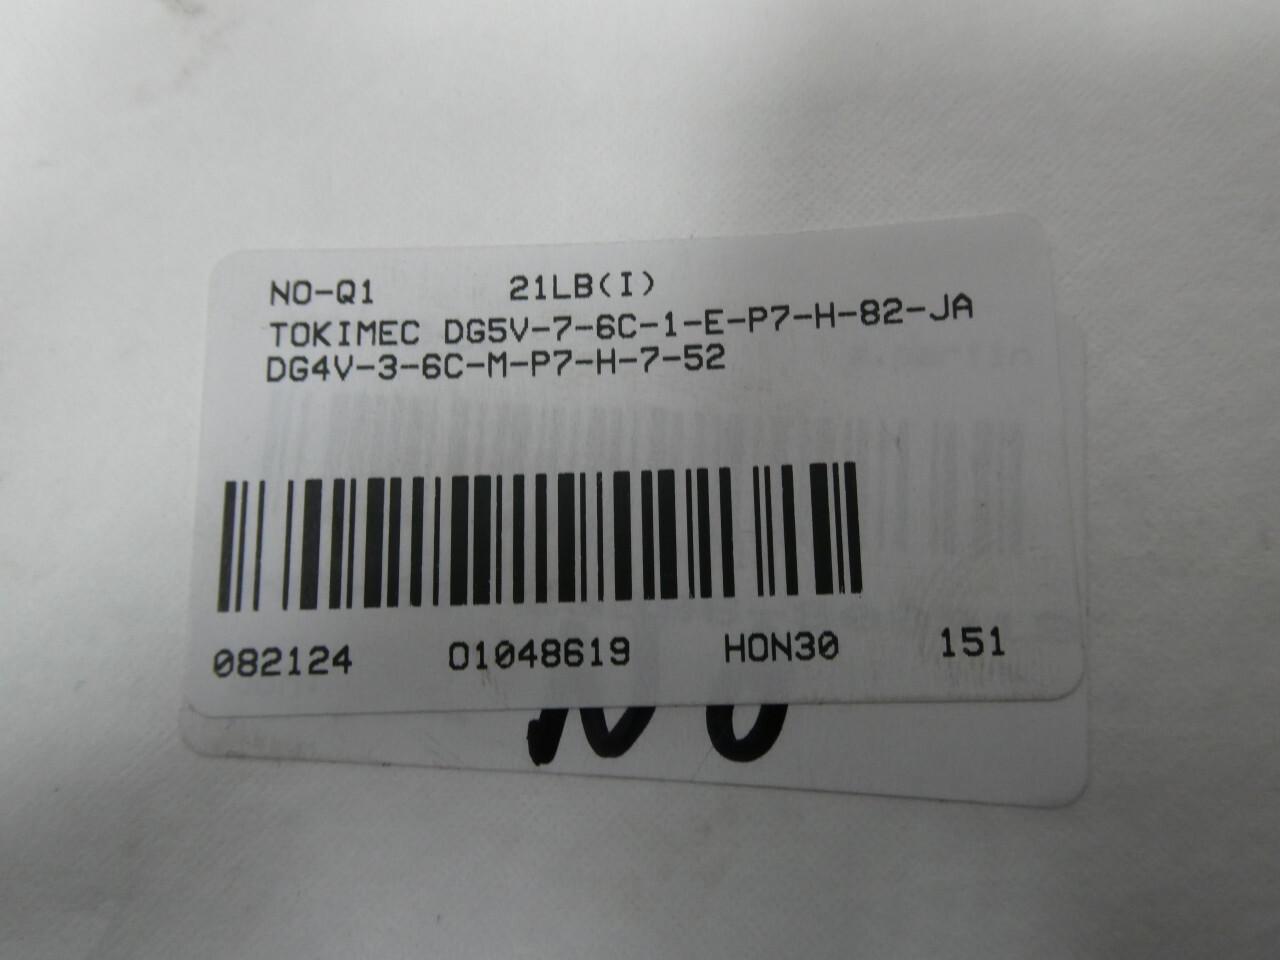 NO-Q1 21LB(I)
TOKIMEC DG5V-7-6C-1-E-P7-H-82-JA
DG4V-3-6C-M-P7-H-7-52
082124 01048619 HON30 151